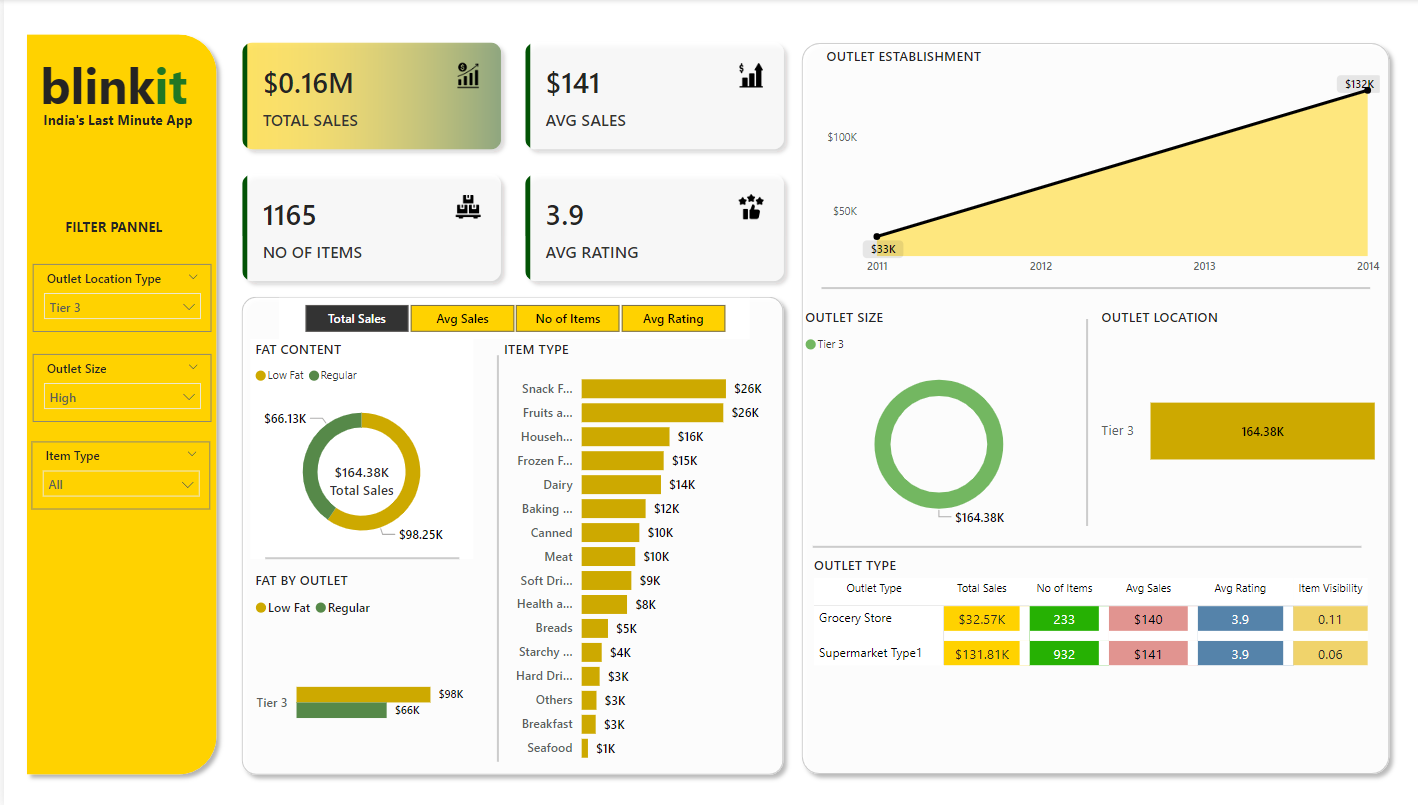 blinkit
India's Last Minute App
FILTER PANNEL
Outlet Location Type
Tier 3
Outlet Size
High
Item Type
All
$0.16M
TOTAL SALES
$141
AVG SALES
1165
NO OF ITEMS
3.9
AVG RATING
Total Sales
Avg Sales
No of Items
Avg Rating
FAT CONTENT
Low Fat
Regular
$66.13K
$164.38K
Total Sales
$98.25K
FAT BY OUTLET
Low Fat
Regular
Tier 3
$98K
$66K
ITEM TYPE
Snack F... $26K
Fruits a... $26K
Househ... $16K
Frozen F... $15K
Dairy $14K
Baking ... $12K
Canned $10K
Meat $10K
Soft Dri... $9K
Health a... $8K
Breads $5K
Starchy ... $4K
Hard Dri... $3K
Others $3K
Breakfast $3K
Seafood $1K
OUTLET ESTABLISHMENT
$132K
$100K
$50K
$33K
2011 2012 2013 2014
OUTLET SIZE
Tier 3
$164.38K
OUTLET LOCATION
Tier 3
164.38K
OUTLET TYPE
Outlet Type Total Sales No of Items Avg Sales Avg Rating Item Visibility
Grocery Store $32.57K 233 $140 3.9 0.11
Supermarket Type1 $131.81K 932 $141 3.9 0.06